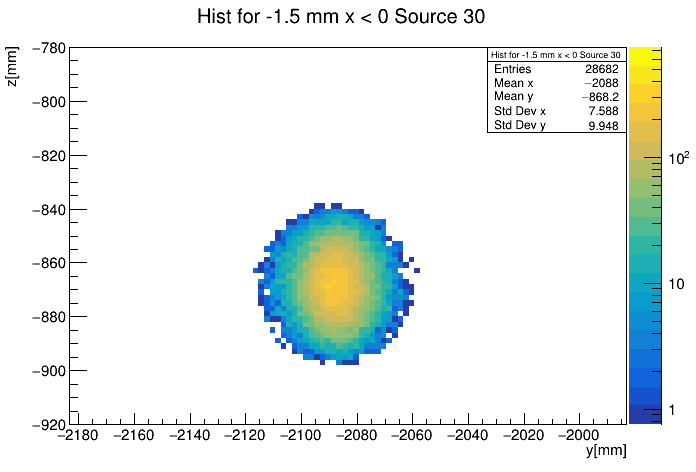 Hist for -1.5 mm x < 0 Source 30
z[mm]
−780
−800
−820
−840
−860
−880
−900
−920
Hist for -1.5 mm x < 0 Source 30
Entries 28682
Mean x −2088
Mean y −868.2
Std Dev x 7.588
Std Dev y 9.948
10²
10
1
−2180 −2160 −2140 −2120 −2100 −2080 −2060 −2040 −2020 −2000
y[mm]